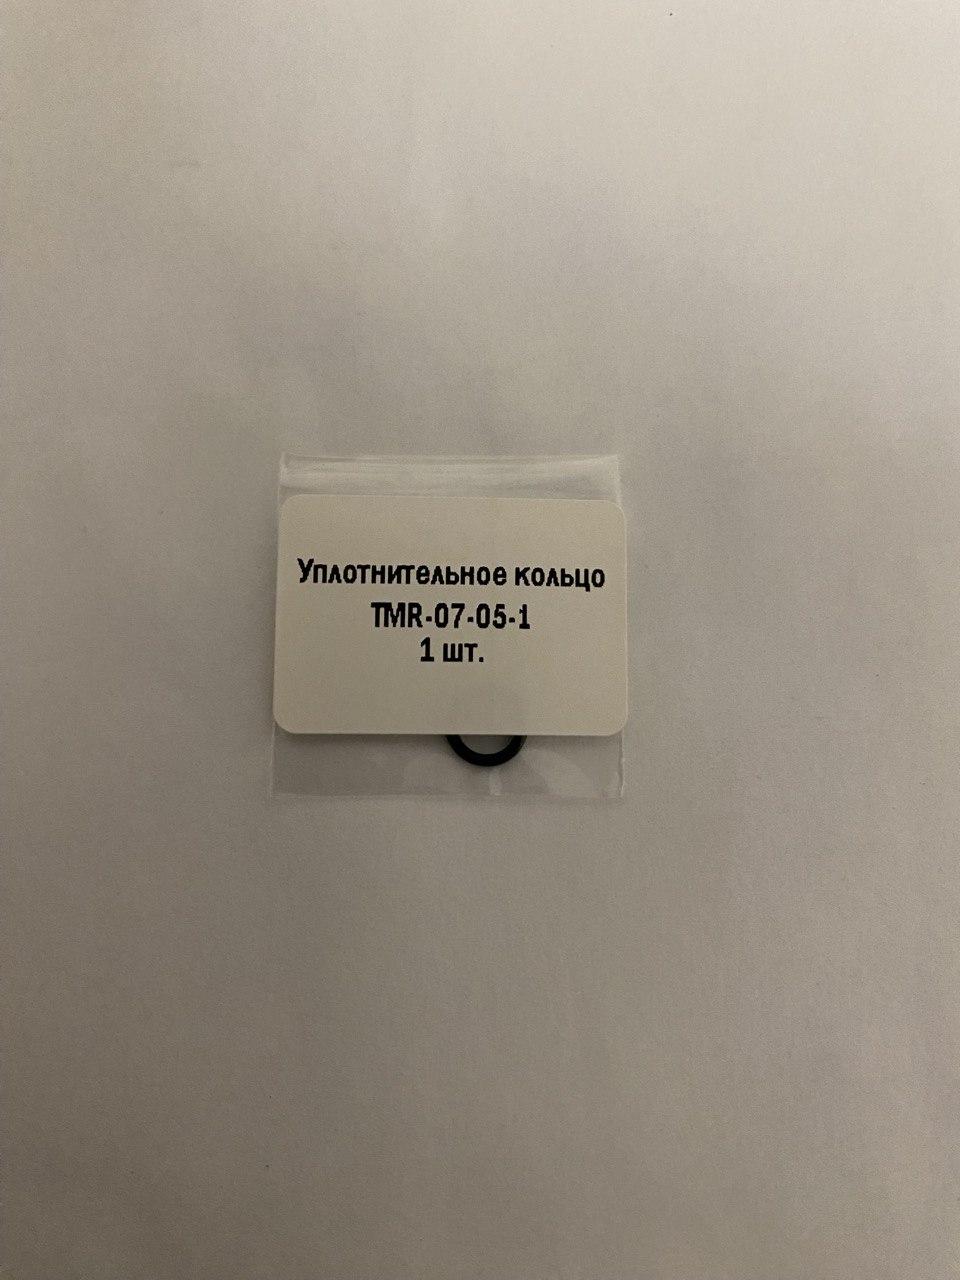 Уплотнительное кольцо
TMR-07-05-1
1 шт.